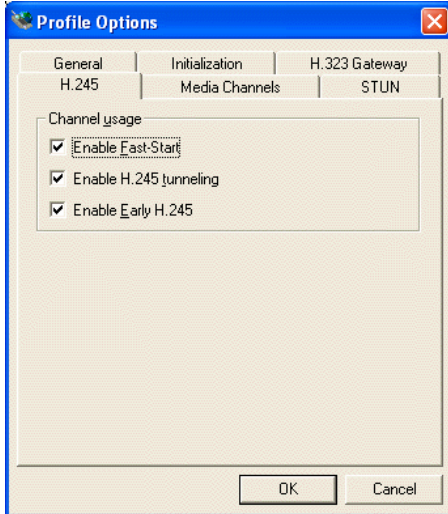 Profile Options
General
Initialization
H.323 Gateway
H.245
Media Channels
STUN
Channel usage
Enable Fast-Start
Enable H.245 tunneling
Enable Early H.245
OK
Cancel